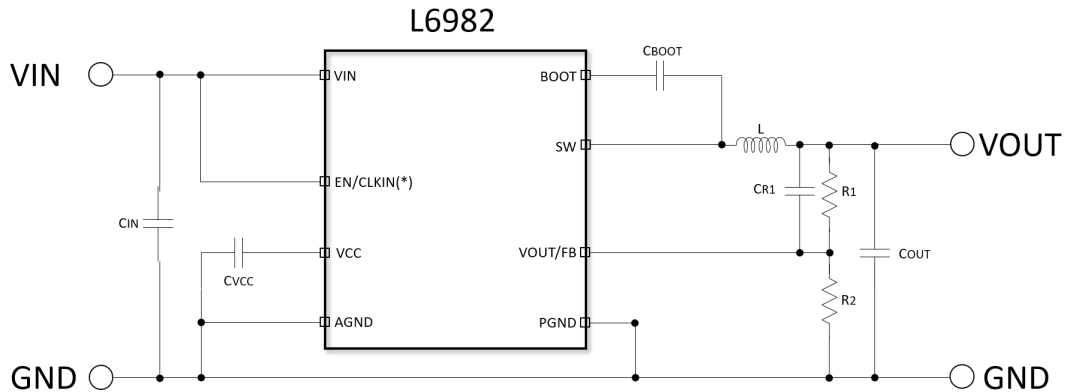 L6982
CBOOT
VIN
VIN
BOOT
L
SW
VOUT
EN/CLKIN(*)
CR1
R1
CIN
VCC
VOUT/FB
COUT
CVCC
R2
AGND
PGND
GND
GND